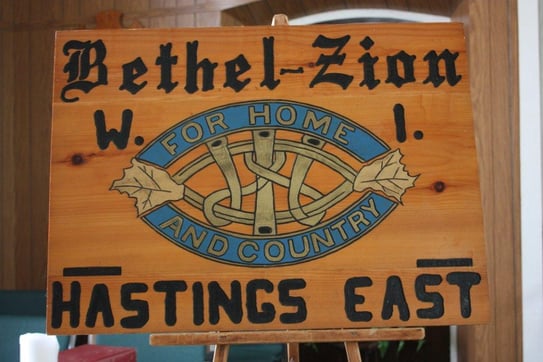 Bethel-Zion
W. I.
FOR HOME
AND COUNTRY
HASTINGS EAST